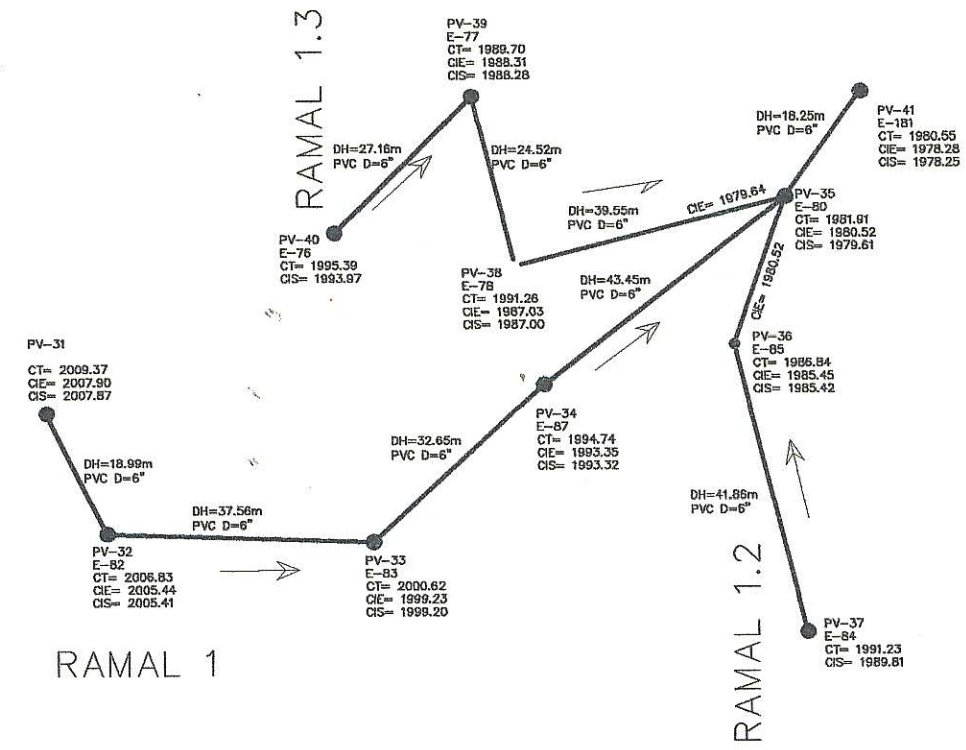 RAMAL 1.3
PV-39
E-77
CT= 1989.70
CIE= 1988.31
CIS= 1988.28
DH=27.16m
PVC D=6"
DH=24.52m
PVC D=6"
PV-40
E-76
CT= 1995.39
CIS= 1993.97
DH=18.25m
PVC D=6"
PV-41
E-181
CT= 1980.55
CIE= 1978.28
CIS= 1978.25
CIE= 1979.64
DH=39.55m
PVC D=6"
PV-35
E-80
CT= 1981.91
CIE= 1980.52
CIS= 1979.61
PV-38
E-78
CT= 1991.26
CIE= 1987.03
CIS= 1987.00
DH=43.45m
PVC D=6"
CIE= 1980.52
PV-36
E-85
CT= 1986.84
CIE= 1985.45
CIS= 1985.42
PV-31
CT= 2009.37
CIE= 2007.90
CIS= 2007.87
PV-34
E-87
CT= 1994.74
CIE= 1993.35
CIS= 1993.32
DH=18.99m
PVC D=6"
DH=32.65m
PVC D=6"
DH=37.56m
PVC D=6"
DH=41.86m
PVC D=6"
PV-32
E-82
CT= 2006.83
CIE= 2005.44
CIS= 2005.41
PV-33
E-83
CT= 2000.62
CIE= 1999.23
CIS= 1999.20
RAMAL 1.2
PV-37
E-84
CT= 1991.23
CIS= 1989.81
RAMAL 1